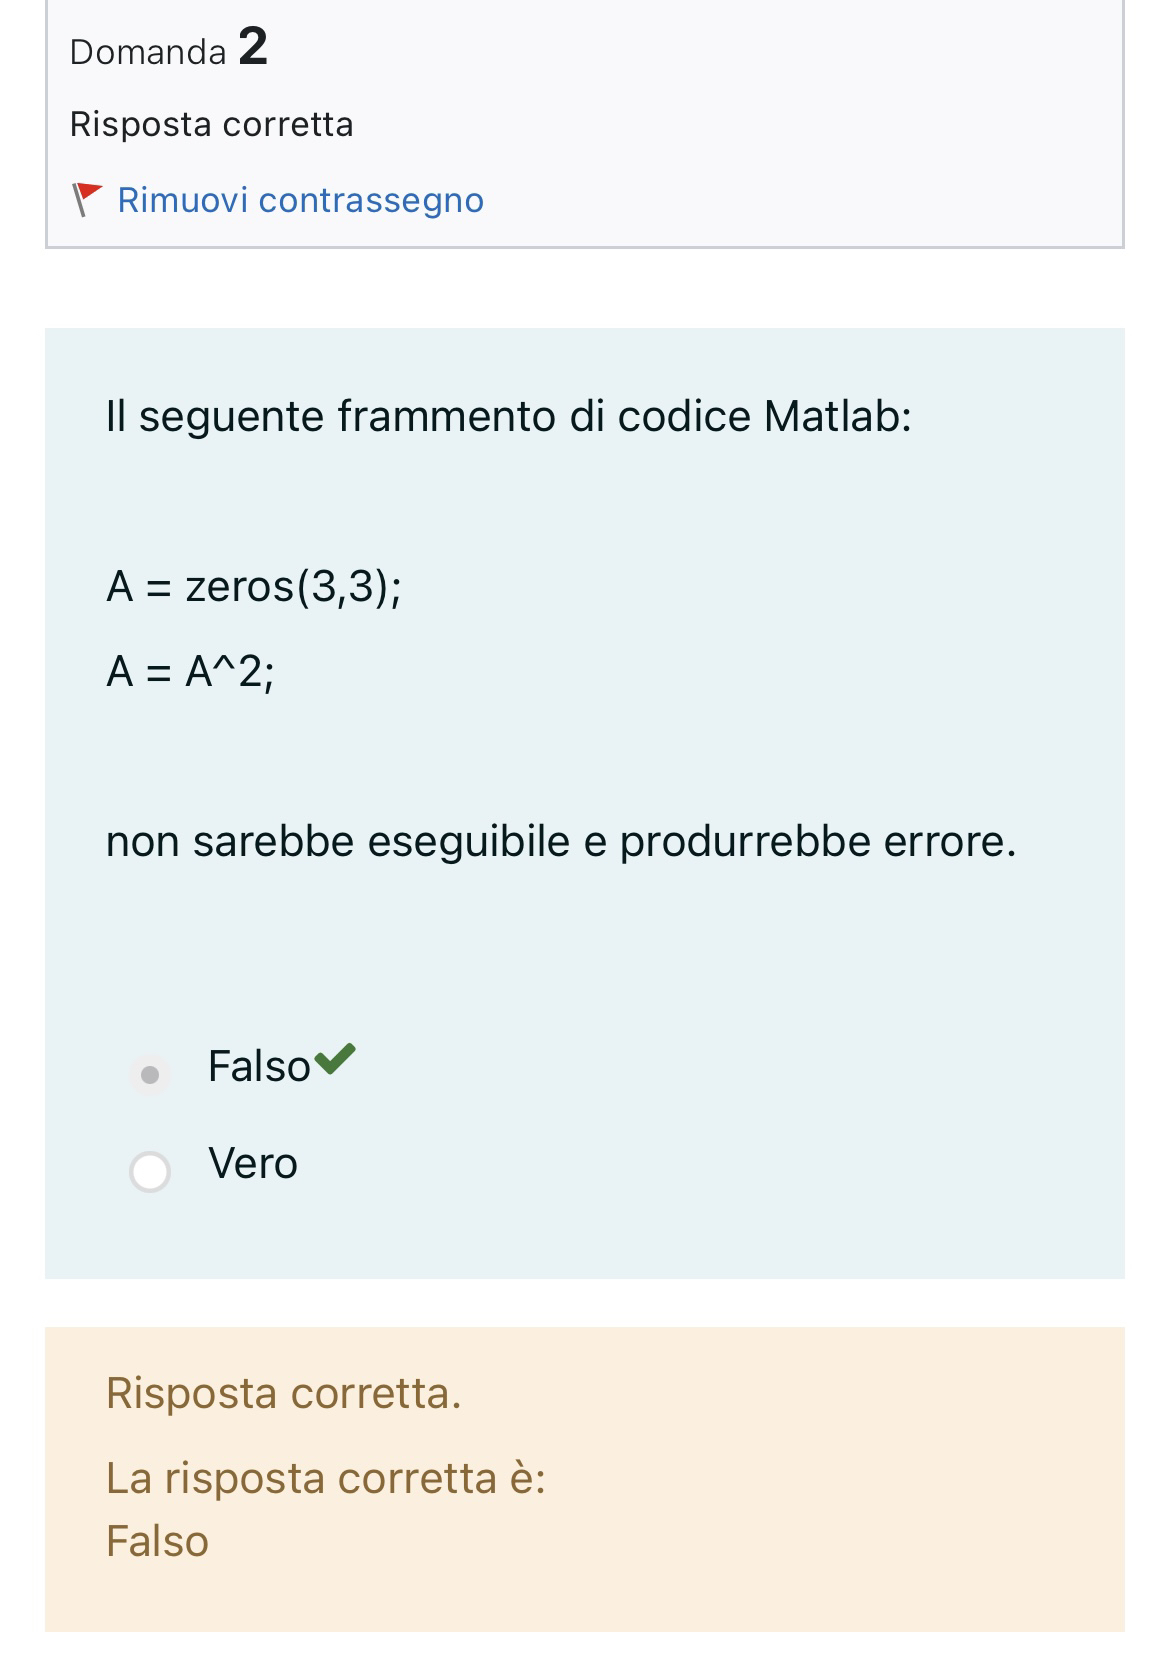 Domanda 2
Risposta corretta
Rimuovi contrassegno
Il seguente frammento di codice Matlab:
A = zeros(3,3);
A = A^2;
non sarebbe eseguibile e produrrebbe errore.
Falso
Vero
Risposta corretta.
La risposta corretta è:
Falso